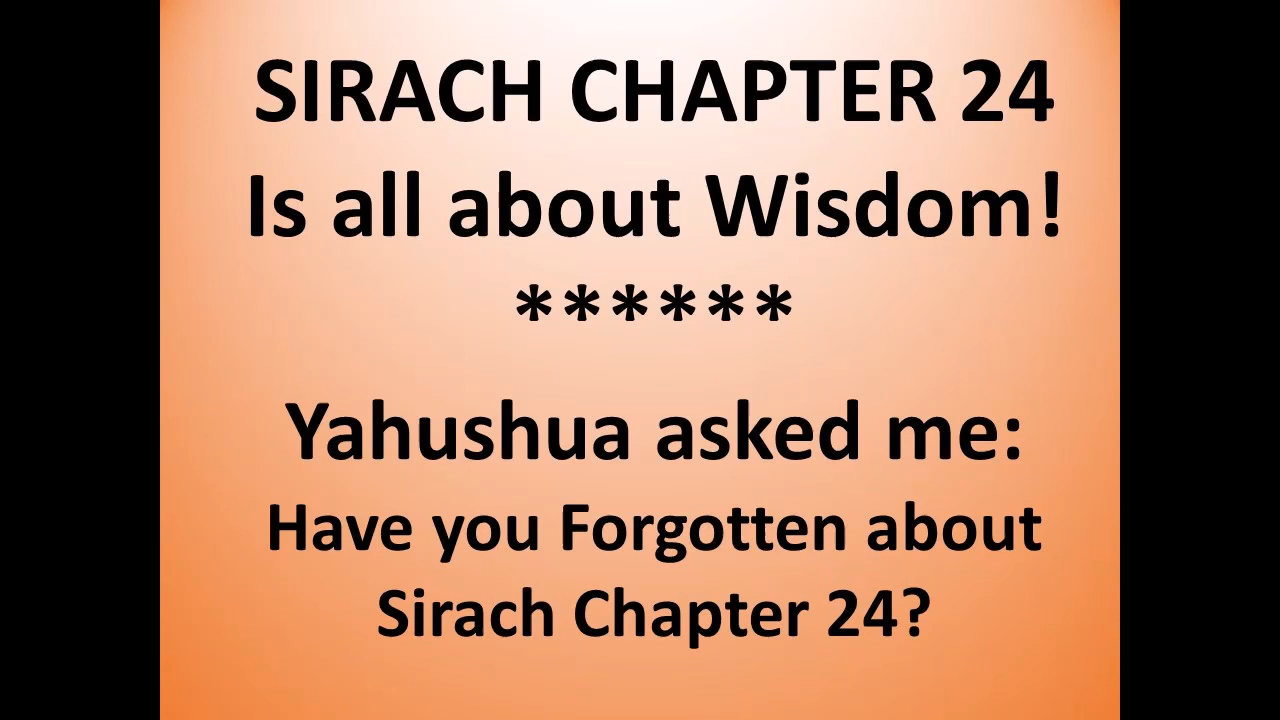 SIRACH CHAPTER 24
Is all about Wisdom!
******
Yahushua asked me:
Have you Forgotten about
Sirach Chapter 24?